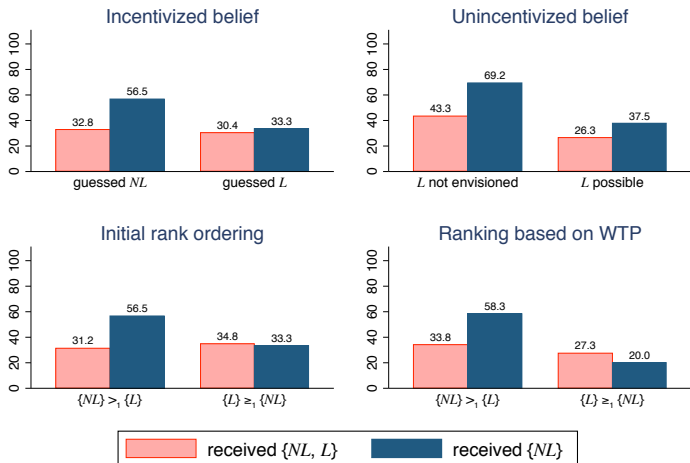 Incentivized belief
100
80
60
40
20
0
32.8
56.5
30.4
33.3
guessed NL
guessed L
Unincentivized belief
100
80
60
40
20
0
43.3
69.2
26.3
37.5
L not envisioned
L possible
Initial rank ordering
100
80
60
40
20
0
31.2
56.5
34.8
33.3
{NL} >₁ {L}
{L} ≥₁ {NL}
Ranking based on WTP
100
80
60
40
20
0
33.8
58.3
27.3
20.0
{NL} >₁ {L}
{L} ≥₁ {NL}
received {NL, L}
received {NL}